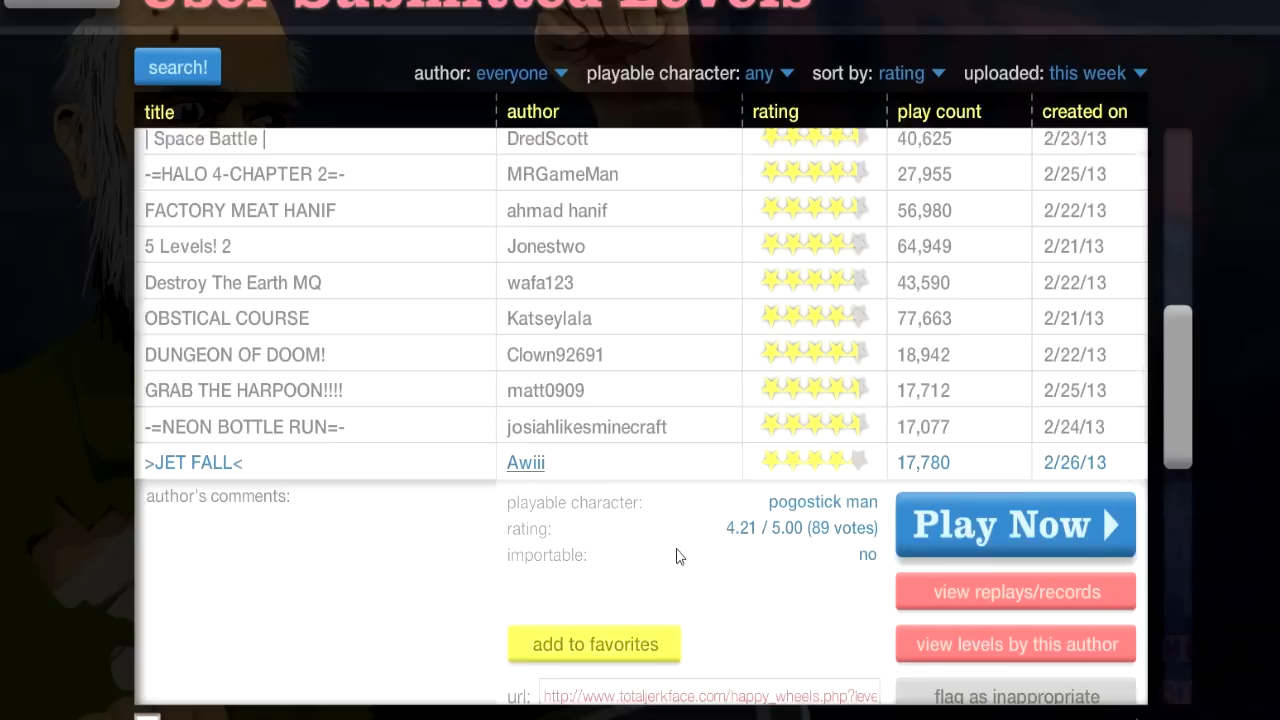 User Submitted Levels
search!
author: everyone playable character: any sort by: rating uploaded: this week
title author rating play count created on
| Space Battle | DredScott 40,625 2/23/13
-=HALO 4-CHAPTER 2=- MRGameMan 27,955 2/25/13
FACTORY MEAT HANIF ahmad hanif 56,980 2/22/13
5 Levels! 2 Jonestwo 64,949 2/21/13
Destroy The Earth MQ wafa123 43,590 2/22/13
OBSTICAL COURSE Katseylala 77,663 2/21/13
DUNGEON OF DOOM! Clown92691 18,942 2/22/13
GRAB THE HARPOON!!!! matt0909 17,712 2/25/13
-=NEON BOTTLE RUN=- josiahlikesminecraft 17,077 2/24/13
>JET FALL< Awiii 17,780 2/26/13
author's comments:
playable character: pogostick man
rating: 4.21 / 5.00 (89 votes)
importable: no
Play Now
view replays/records
add to favorites
view levels by this author
url: http://www.totaljerkface.com/happy_wheels.php?leve
flag as inappropriate